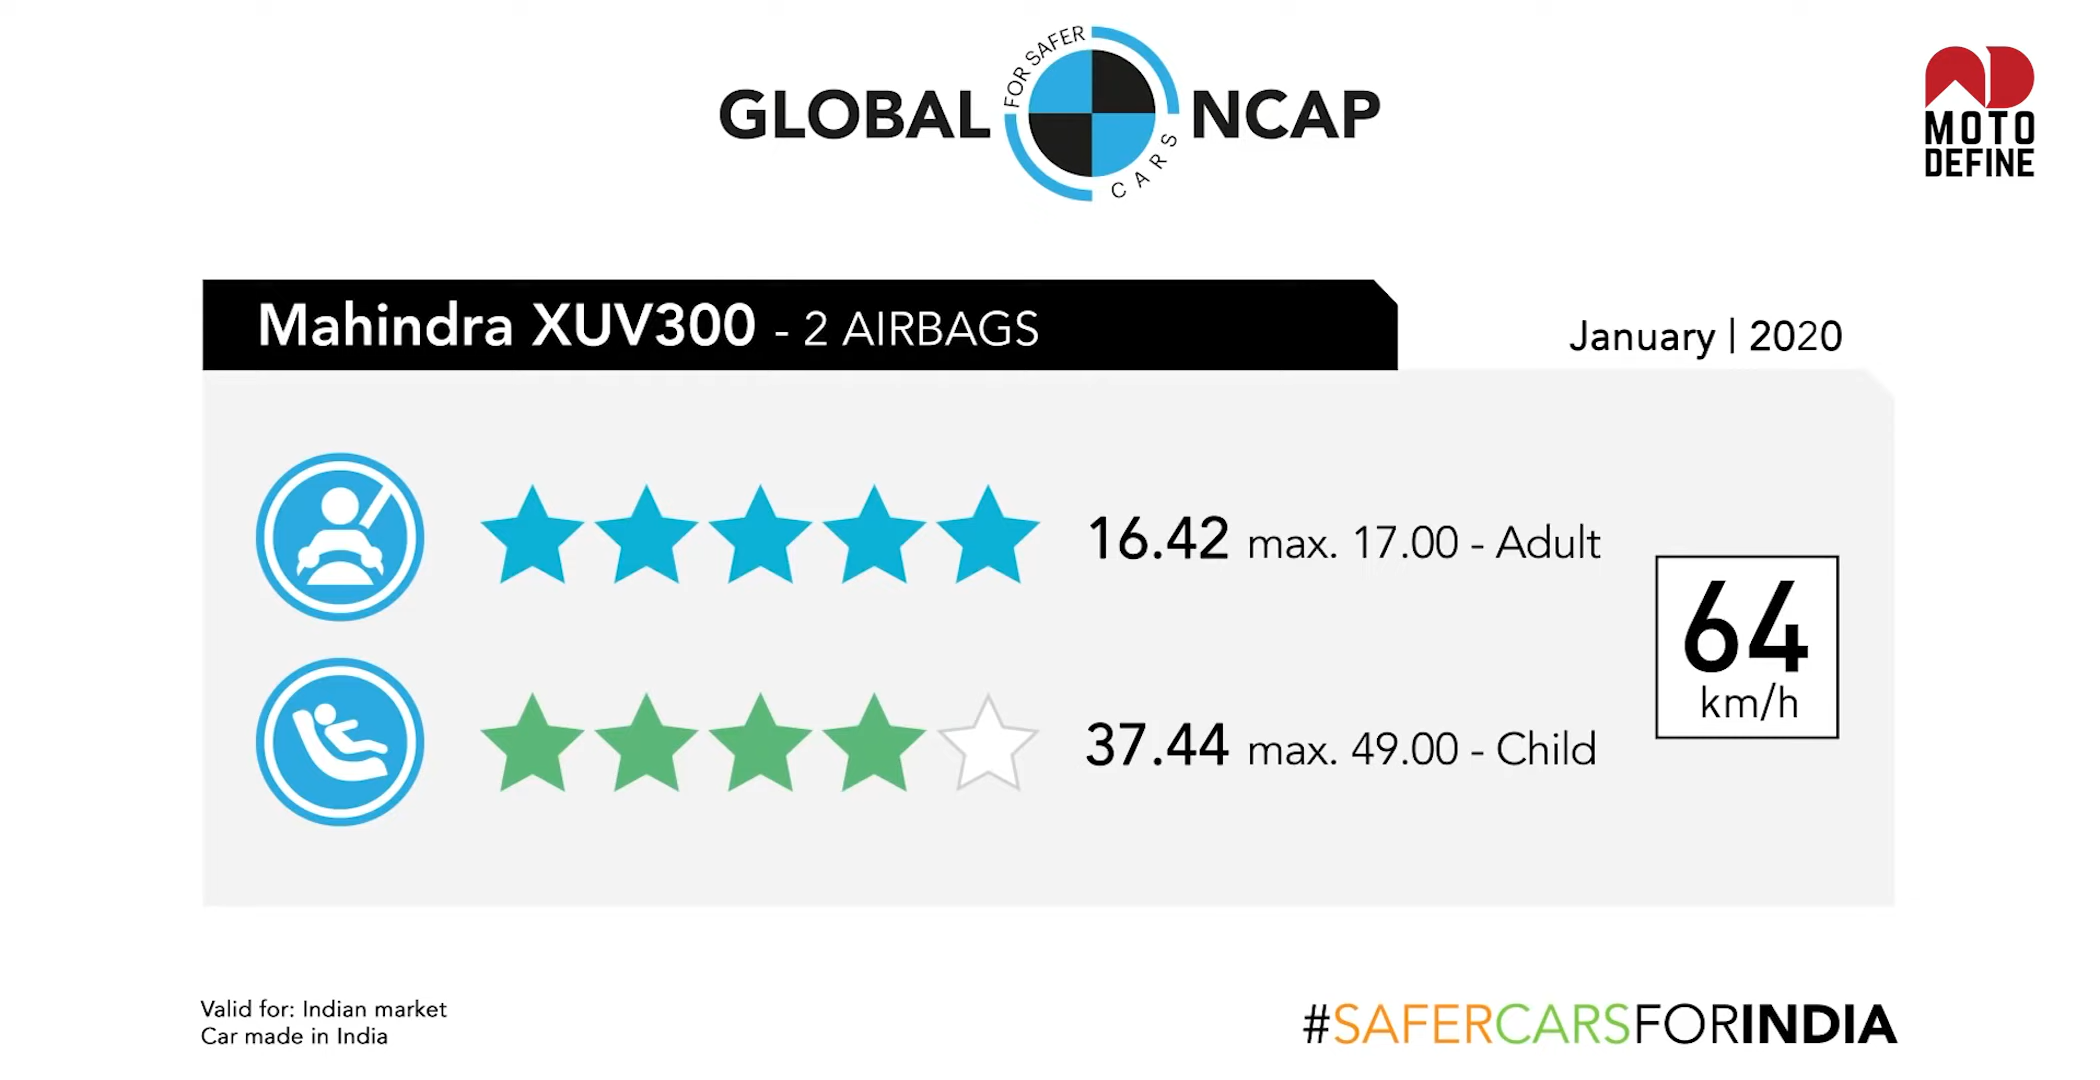 GLOBAL
FOR SAFER
CARS
NCAP
MOTO
DEFINE
Mahindra XUV300 - 2 AIRBAGS
January | 2020
16.42 max. 17.00 - Adult
37.44 max. 49.00 - Child
64
km/h
Valid for: Indian market
Car made in India
#SAFERCARSFORINDIA